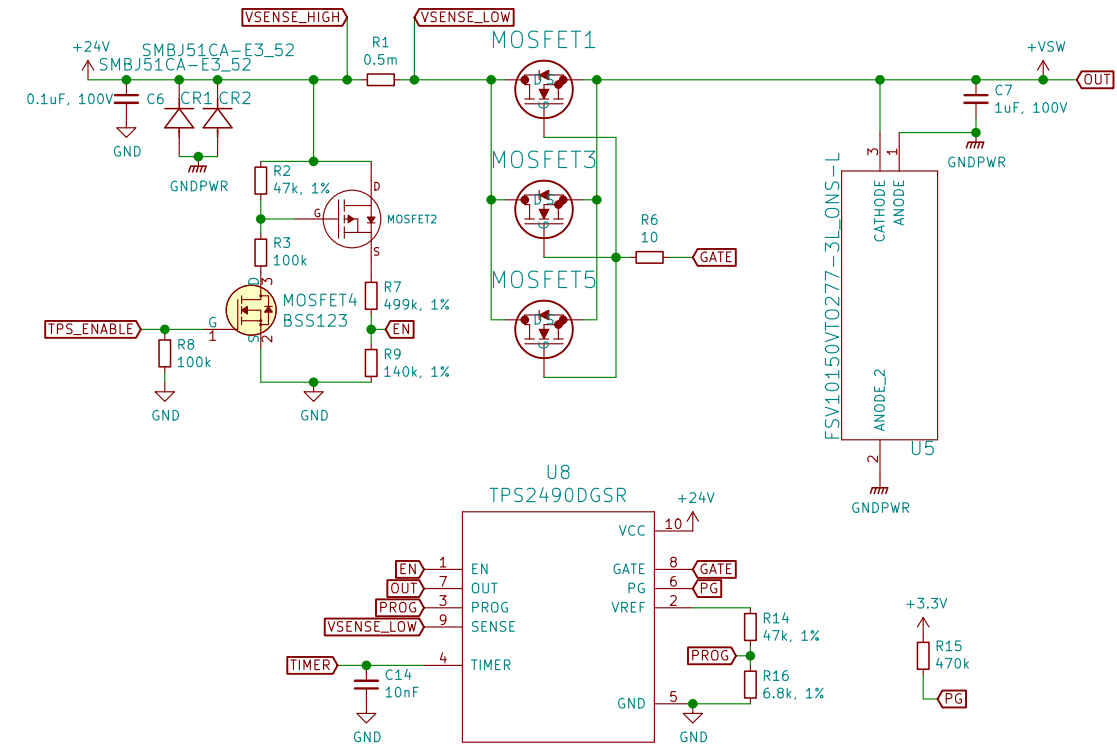 VSENSE_HIGH
VSENSE_LOW
MOSFET1
R1
0.5m
+24V
SMBJ51CA-E3_52
SMBJ51CA-E3_52
+VSW
OUT
0.1uF, 100V
C6
CR1
CR2
D
S
G
C7
1uF, 100V
GND
GNDPWR
GNDPWR
3
1
MOSFET3
R2
47k, 1%
D
G
S
MOSFET2
D
S
G
R3
100k
R6
10
GATE
CATHODE
ANODE
MOSFET5
D
3
MOSFET4
BSS123
R7
499k, 1%
D
S
G
TPS_ENABLE
G
1
S
2
EN
R8
100k
R9
140k, 1%
GND
GND
FSV10150VTO277-3L_ONS-L
ANODE_2
U5
2
GNDPWR
U8
TPS2490DGSR
+24V
VCC
10
EN
1
EN
GATE
8
GATE
OUT
7
OUT
PG
6
PG
PROG
3
PROG
VREF
2
VSENSE_LOW
9
SENSE
R14
47k, 1%
+3.3V
TIMER
4
TIMER
PROG
R15
470k
C14
10nF
R16
6.8k, 1%
GND
5
PG
GND
GND